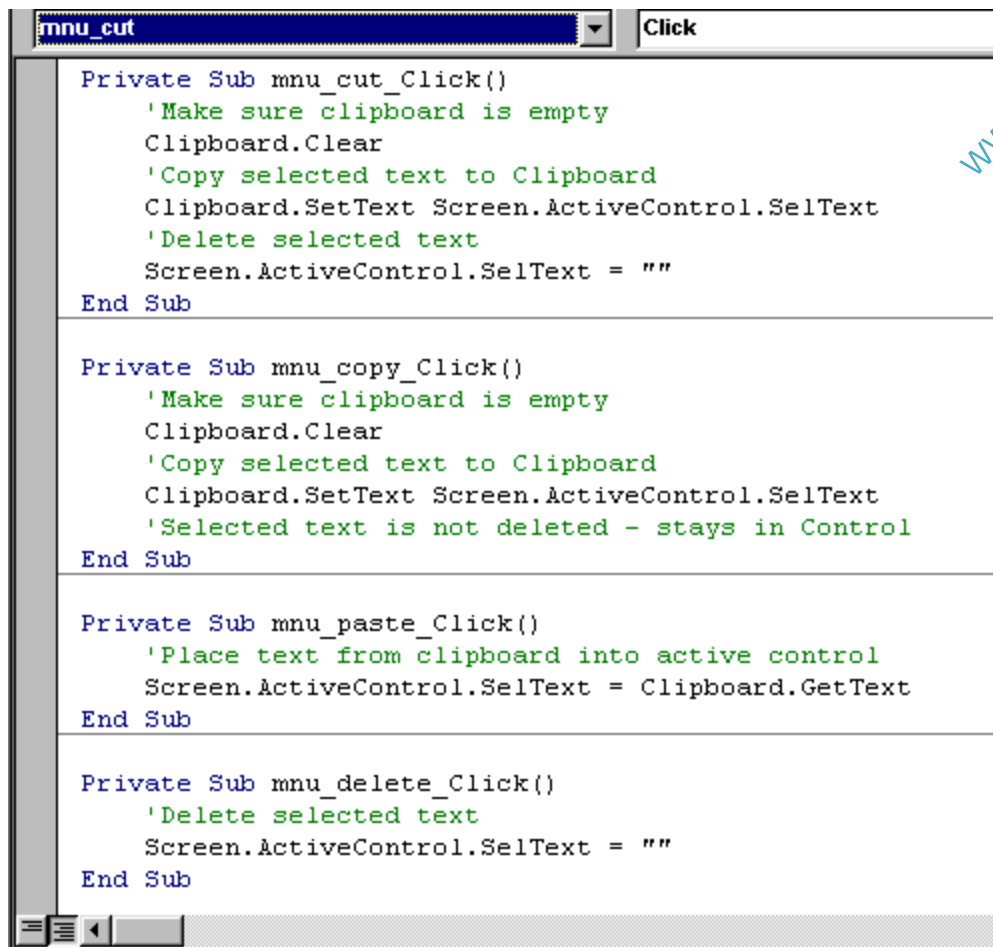 mnu_cut Click
Private Sub mnu_cut_Click()
'Make sure clipboard is empty
Clipboard.Clear
'Copy selected text to Clipboard
Clipboard.SetText Screen.ActiveControl.SelText
'Delete selected text
Screen.ActiveControl.SelText = ""
End Sub
Private Sub mnu_copy_Click()
'Make sure clipboard is empty
Clipboard.Clear
'Copy selected text to Clipboard
Clipboard.SetText Screen.ActiveControl.SelText
'Selected text is not deleted - stays in Control
End Sub
Private Sub mnu_paste_Click()
'Place text from clipboard into active control
Screen.ActiveControl.SelText = Clipboard.GetText
End Sub
Private Sub mnu_delete_Click()
'Delete selected text
Screen.ActiveControl.SelText = ""
End Sub